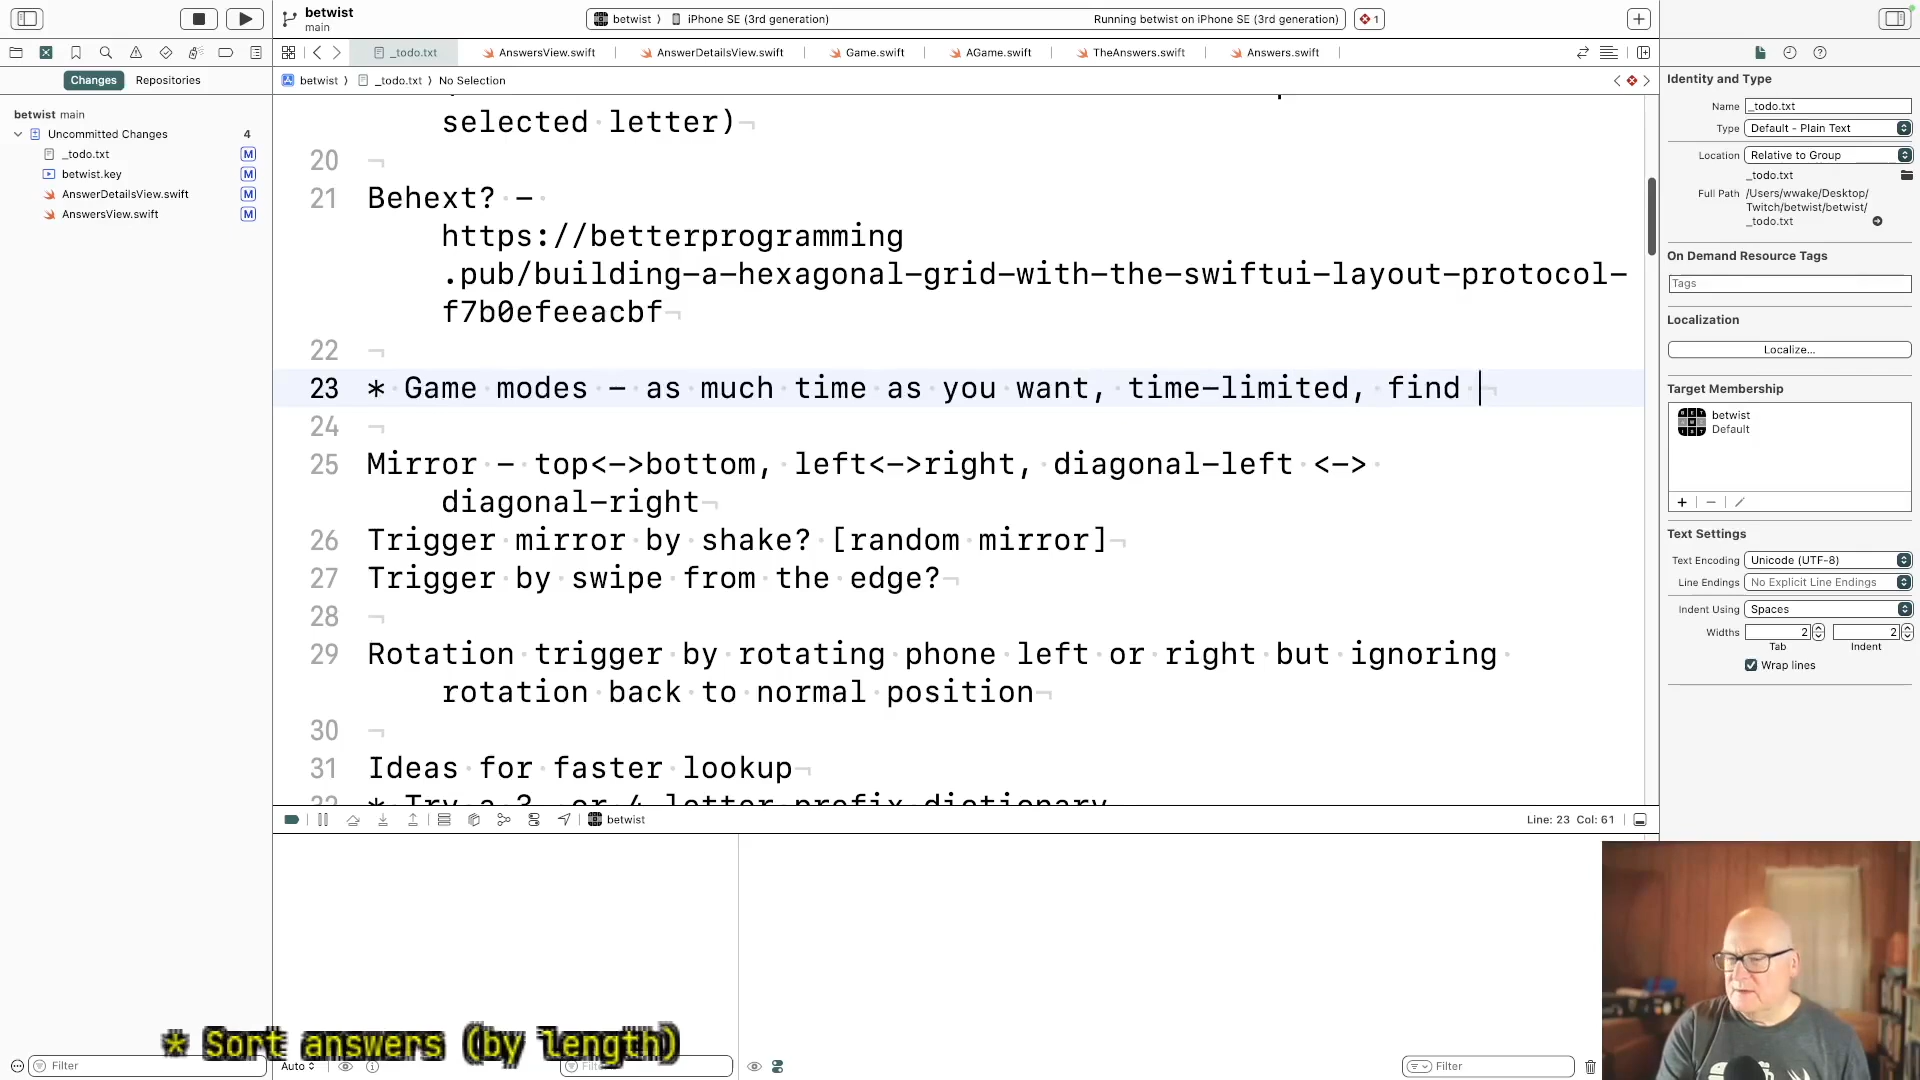 betwist
main
betwist
iPhone SE (3rd generation)
Running betwist on iPhone SE (3rd generation)
1
_todo.txt
AnswersView.swift
AnswerDetailsView.swift
Game.swift
AGame.swift
TheAnswers.swift
Answers.swift
Changes
Repositories
betwist
_todo.txt
No Selection
betwist main
Uncommitted Changes
4
_todo.txt
M
betwist.key
M
AnswerDetailsView.swift
M
AnswersView.swift
M
selected letter)
20
21 Behext? -
https://betterprogramming
.pub/building-a-hexagonal-grid-with-the-swiftui-layout-protocol-
f7b0efeeacbf
22
23 * Game modes - as much time as you want, time-limited, find
24
25 Mirror - top<->bottom, left<->right, diagonal-left <->
diagonal-right
26 Trigger mirror by shake? [random mirror]
27 Trigger by swipe from the edge?
28
29 Rotation trigger by rotating phone left or right but ignoring
rotation back to normal position
30
31 Ideas for faster lookup
32 * Try a 3- or 4-letter prefix dictionary
betwist
Line: 23 Col: 61
* Sort answers (by length)
Filter
Auto
Filter
Filter
Identity and Type
Name _todo.txt
Type Default - Plain Text
Location Relative to Group
_todo.txt
Full Path /Users/wwake/Desktop/
Twitch/betwist/betwist/
_todo.txt
On Demand Resource Tags
Tags
Localization
Localize...
Target Membership
betwist
Default
Text Settings
Text Encoding Unicode (UTF-8)
Line Endings No Explicit Line Endings
Indent Using Spaces
Widths 2 2
Tab Indent
Wrap lines